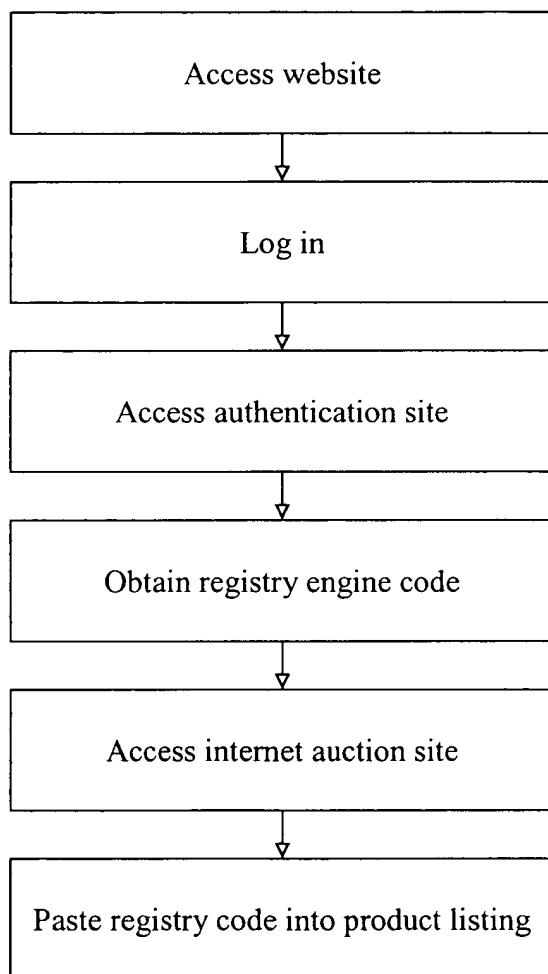 Access website
Log in
Access authentication site
Obtain registry engine code
Access internet auction site
Paste registry code into product listing